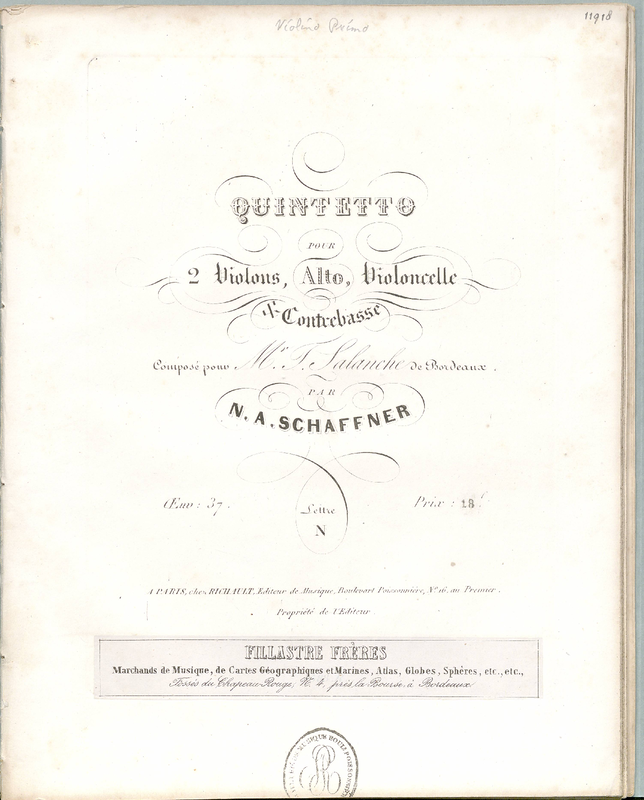 Violino Primo
11918
QUINTETTO
POUR
2 Violons, Alto, Violoncelle
& Contrebasse
Composé pour Mr. F. Lalanche de Bordeaux.
PAR
N. A. SCHAFFNER
Œuv: 37.
Lettre
N
Prix: 18f
A PARIS, chez RICHAULT, Editeur de Musique, Boulevart Poissonnière, No. 16, au Premier.
Propriété de l'Editeur
FILLASTRE FRÈRES
Marchands de Musique, de Cartes Géographiques et Marines, Atlas, Globes, Sphères, etc., etc.,
Fossés du Chapeau Rouge, N. 4, près la Bourse, à Bordeaux.